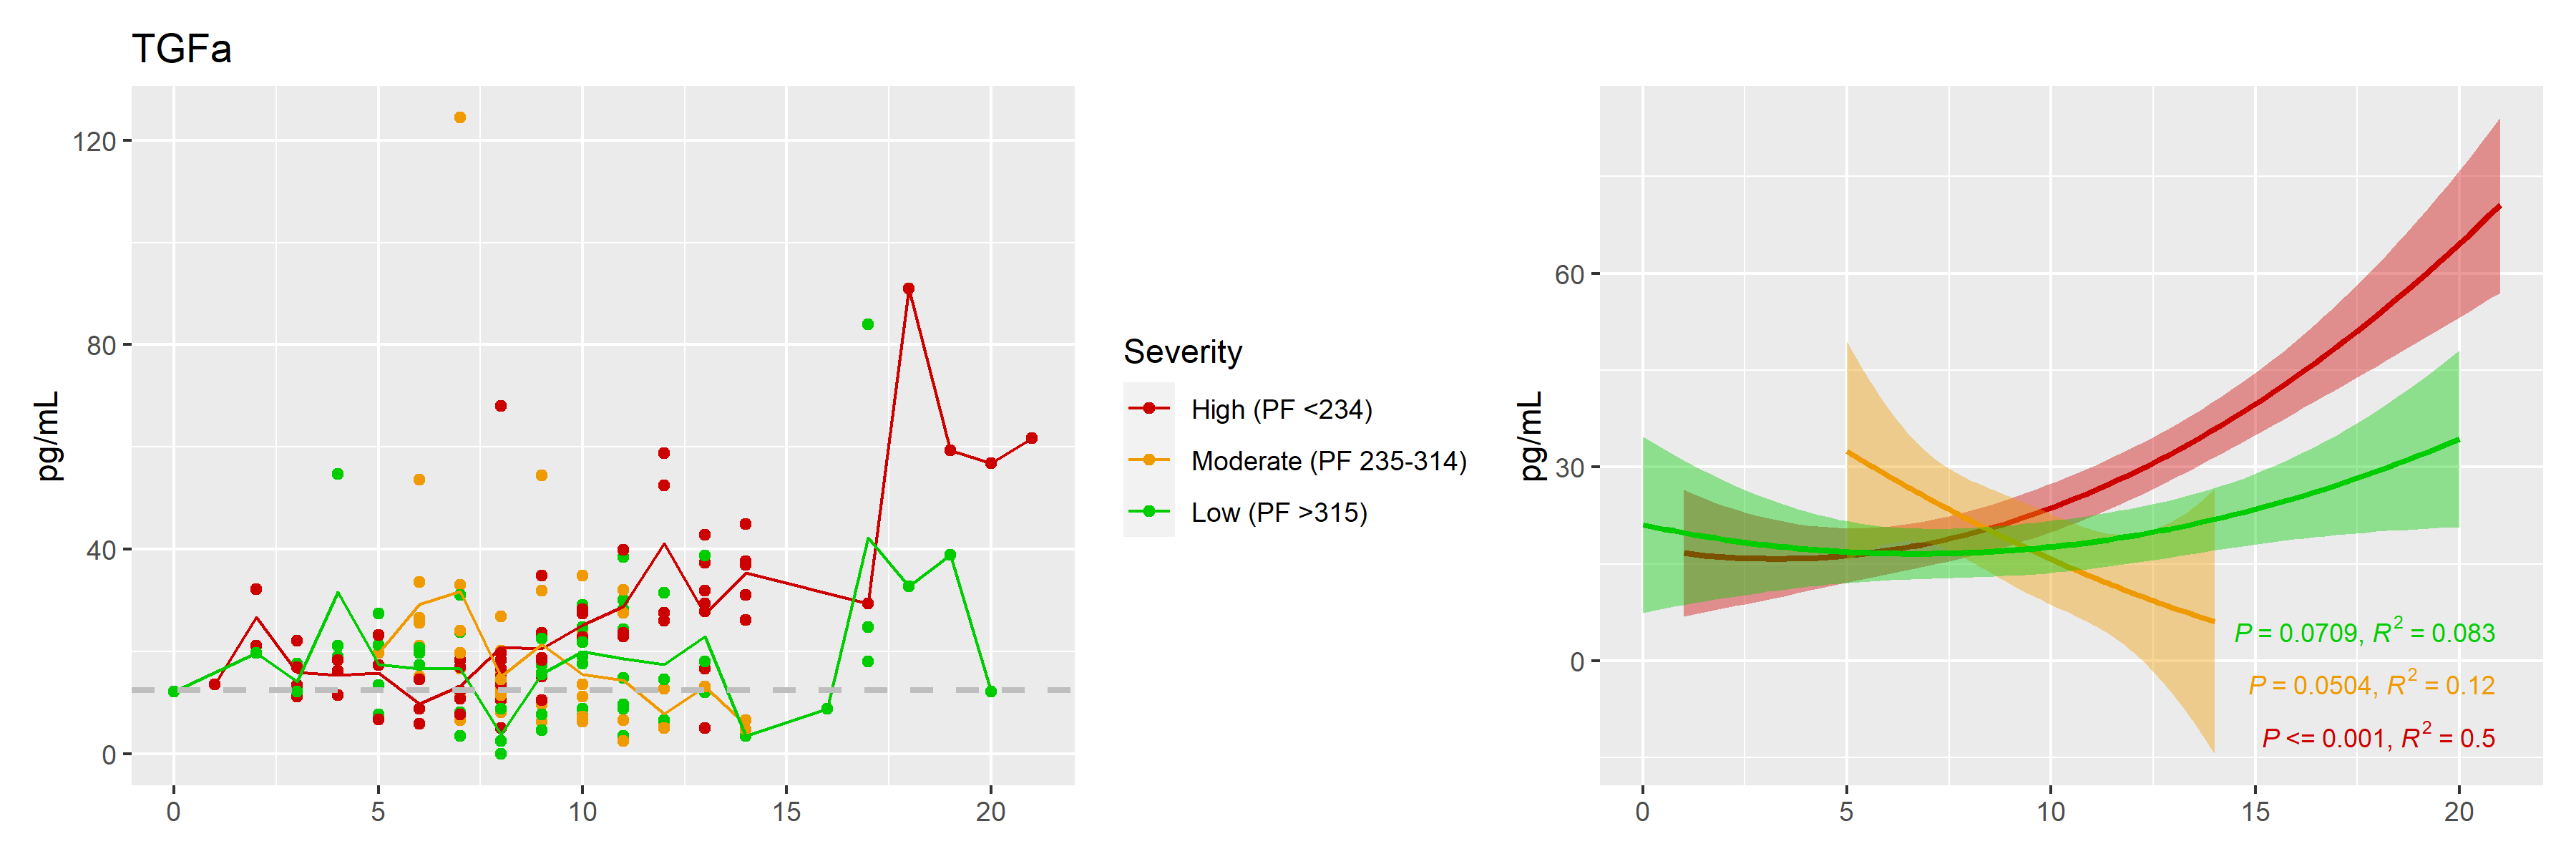 TGFa
pg/mL
120
80
40
0
0 5 10 15 20
Severity
High (PF <234)
Moderate (PF 235-314)
Low (PF >315)
pg/mL
60
30
0
P = 0.0709, R² = 0.083
P = 0.0504, R² = 0.12
P <= 0.001, R² = 0.5
0 5 10 15 20